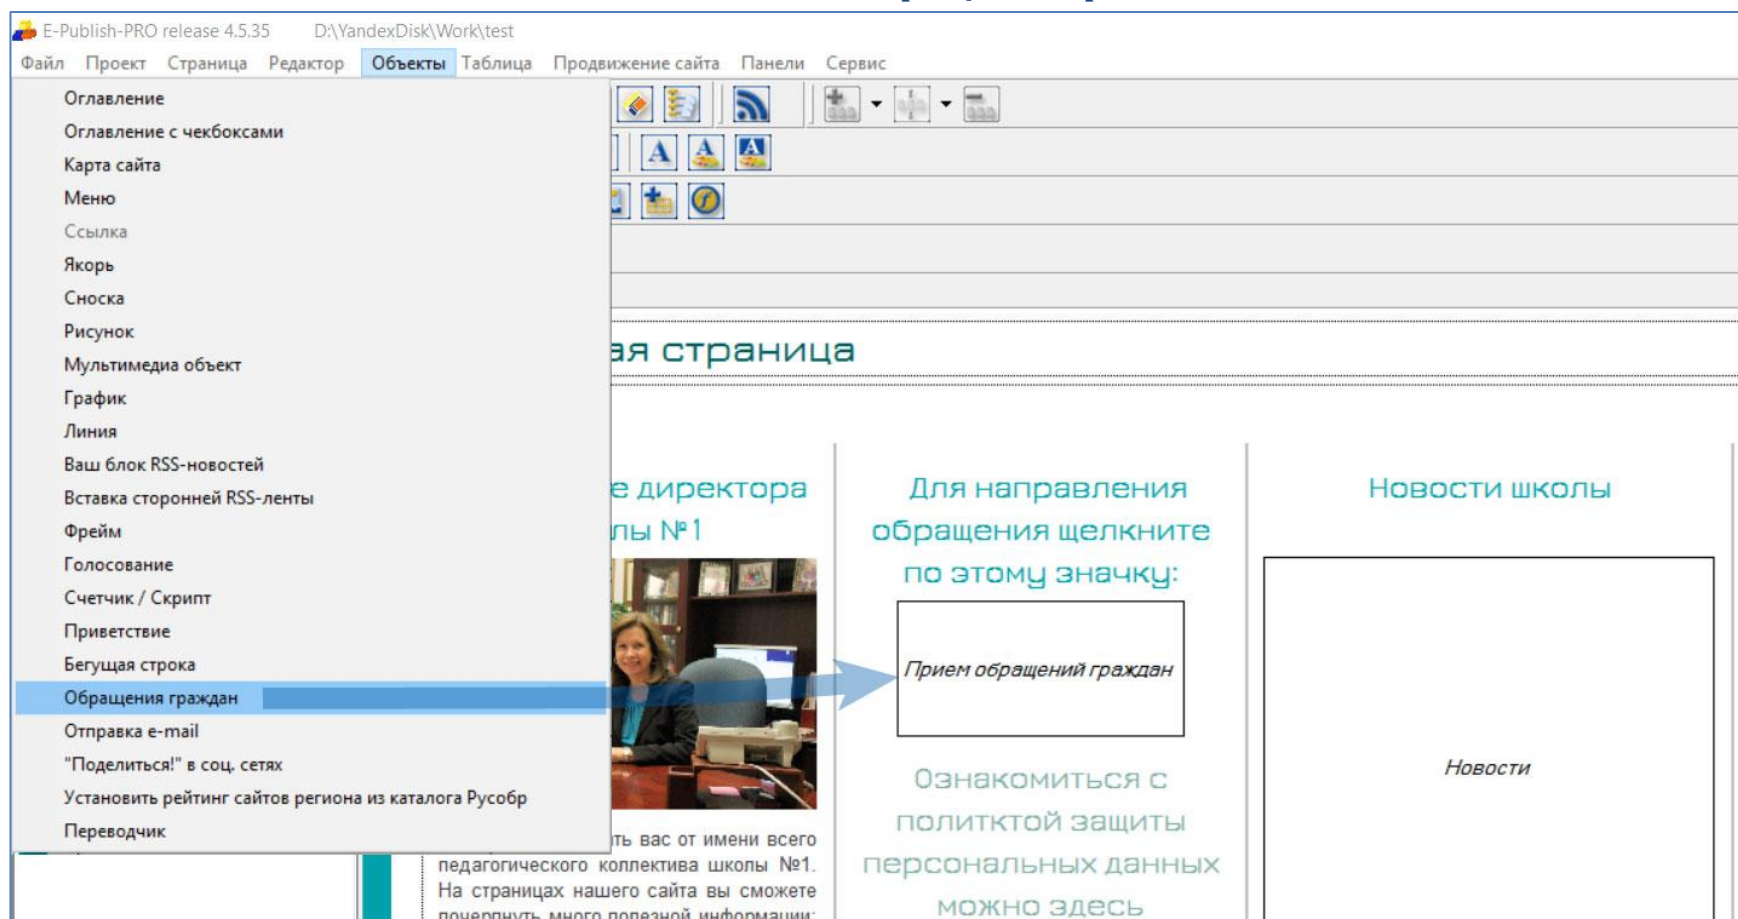 E-Publish-PRO release 4.5.35 D:\YandexDisk\Work\test
Файл Проект Страница Редактор Объекты Таблица Продвижение сайта Панели Сервис
Оглавление
Оглавление с чекбоксами
Карта сайта
Меню
Ссылка
Якорь
Сноска
Рисунок
Мультимедиа объект
График
Линия
Ваш блок RSS-новостей
Вставка сторонней RSS-ленты
Фрейм
Голосование
Счетчик / Скрипт
Приветствие
Бегущая строка
Обращения граждан
Отправка e-mail
"Поделиться!" в соц. сетях
Установить рейтинг сайтов региона из каталога Русобр
Переводчик
ая страница
е директора
лы №1
ть вас от имени всего
педагогического коллектива школы №1.
На страницах нашего сайта вы сможете
почерпнуть много полезной информации:
Для направления
обращения щелкните
по этому значку:
Прием обращений граждан
Ознакомиться с
политктой защиты
персональных данных
можно здесь
Новости школы
Новости